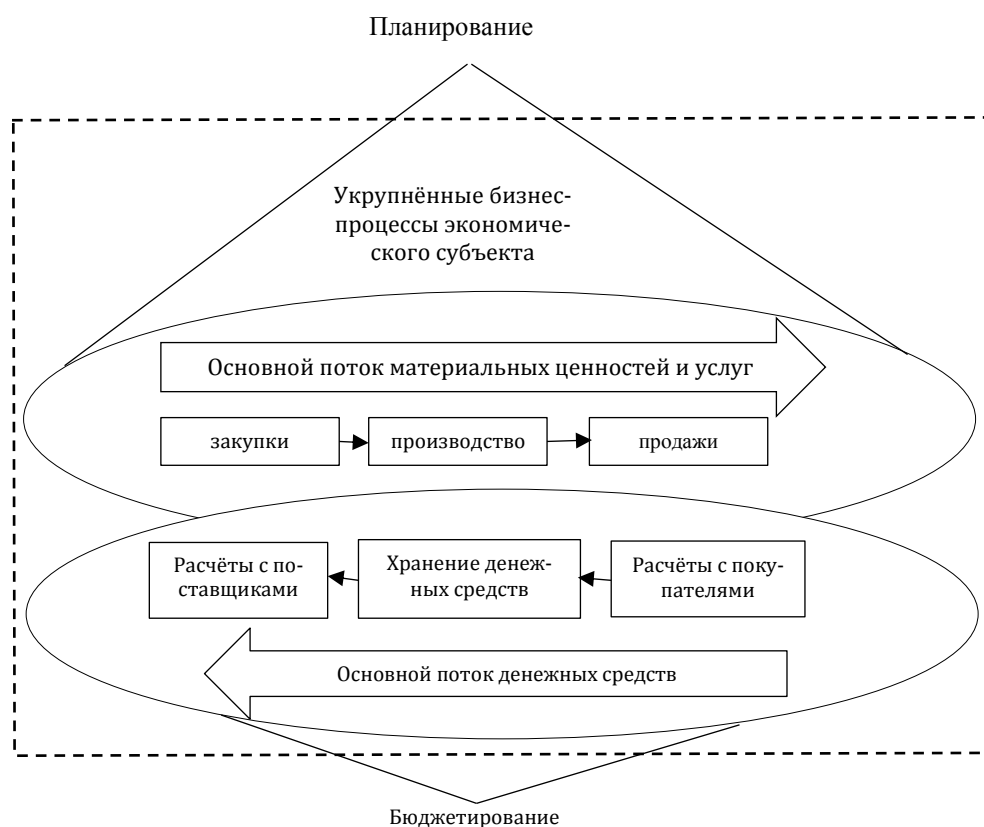 Планирование
Укрупнённые бизнес-
процессы экономиче-
ского субъекта
Основной поток материальных ценностей и услуг
закупки
производство
продажи
Расчёты с по-
ставщиками
Хранение денеж-
ных средств
Расчёты с поку-
пателями
Основной поток денежных средств
Бюджетирование